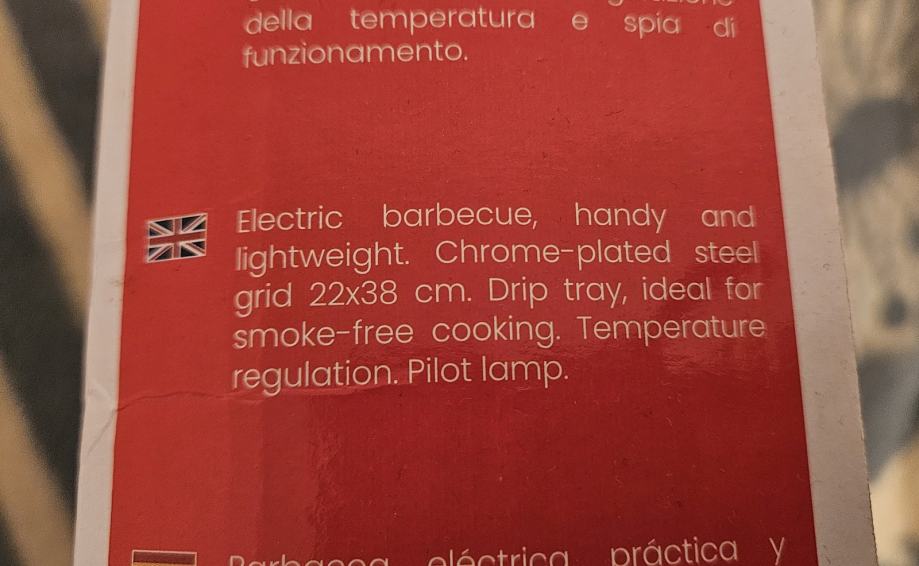 della temperatura e spia di
funzionamento.
Electric barbecue, handy and
lightweight. Chrome-plated steel
grid 22x38 cm. Drip tray, ideal for
smoke-free cooking. Temperature
regulation. Pilot lamp.
Barbacoa eléctrica, práctica y